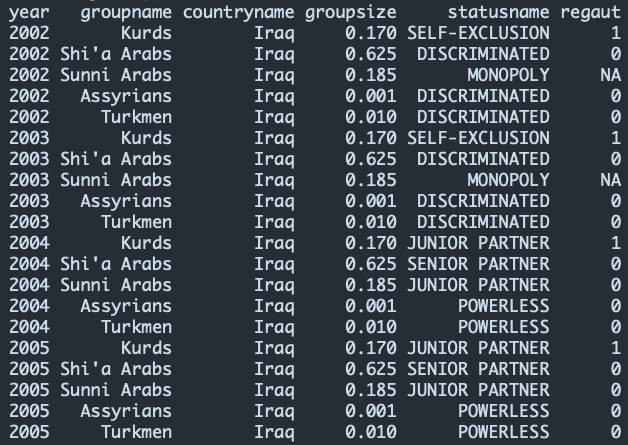 year groupname countryname groupsize statusname regaut
2002 Kurds Iraq 0.170 SELF-EXCLUSION 1
2002 Shi'a Arabs Iraq 0.625 DISCRIMINATED 0
2002 Sunni Arabs Iraq 0.185 MONOPOLY NA
2002 Assyrians Iraq 0.001 DISCRIMINATED 0
2002 Turkmen Iraq 0.010 DISCRIMINATED 0
2003 Kurds Iraq 0.170 SELF-EXCLUSION 1
2003 Shi'a Arabs Iraq 0.625 DISCRIMINATED 0
2003 Sunni Arabs Iraq 0.185 MONOPOLY NA
2003 Assyrians Iraq 0.001 DISCRIMINATED 0
2003 Turkmen Iraq 0.010 DISCRIMINATED 0
2004 Kurds Iraq 0.170 JUNIOR PARTNER 1
2004 Shi'a Arabs Iraq 0.625 SENIOR PARTNER 0
2004 Sunni Arabs Iraq 0.185 JUNIOR PARTNER 0
2004 Assyrians Iraq 0.001 POWERLESS 0
2004 Turkmen Iraq 0.010 POWERLESS 0
2005 Kurds Iraq 0.170 JUNIOR PARTNER 1
2005 Shi'a Arabs Iraq 0.625 SENIOR PARTNER 0
2005 Sunni Arabs Iraq 0.185 JUNIOR PARTNER 0
2005 Assyrians Iraq 0.001 POWERLESS 0
2005 Turkmen Iraq 0.010 POWERLESS 0